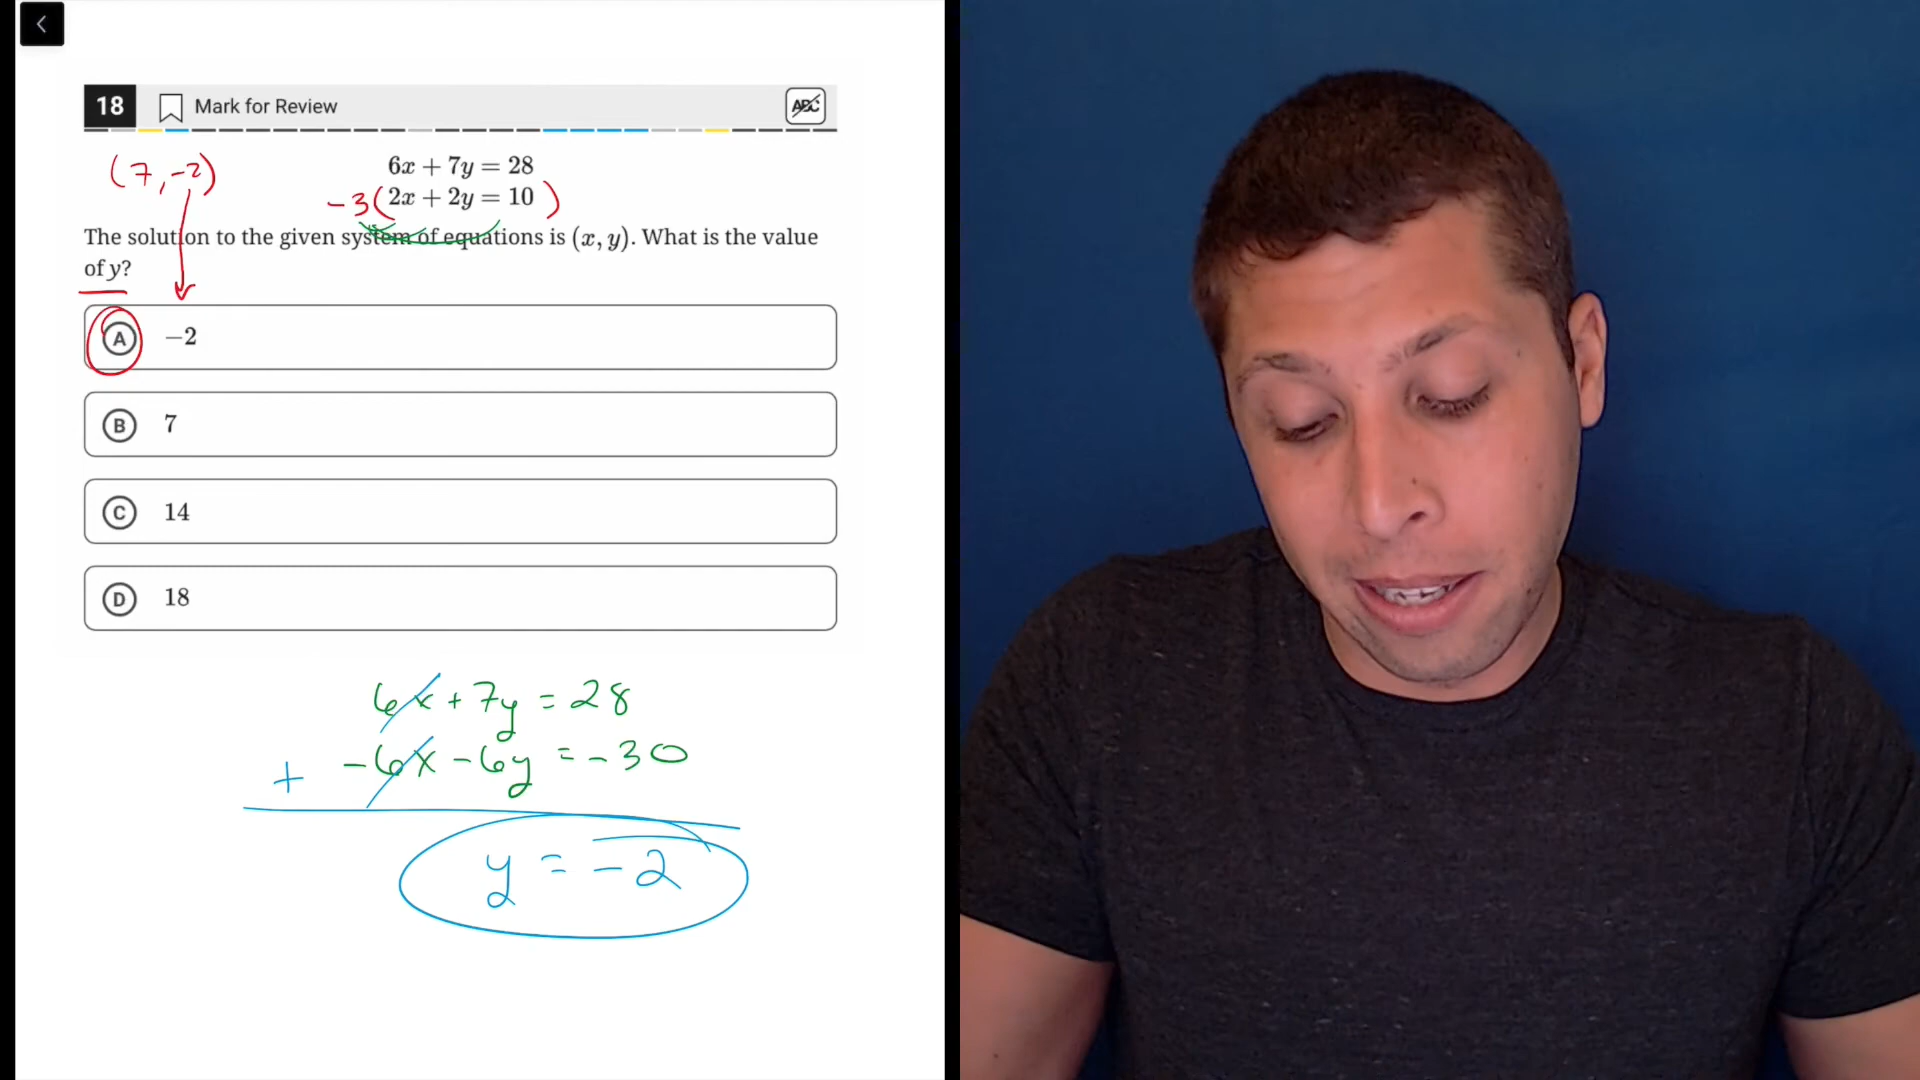 18 Mark for Review ABC
(7, -2)
6x + 7y = 28
-3( 2x + 2y = 10 )
The solution to the given system of equations is (x, y). What is the value
of y?
A −2
B 7
C 14
D 18
6x + 7y = 28
+ -6x - 6y = -30
y = -2